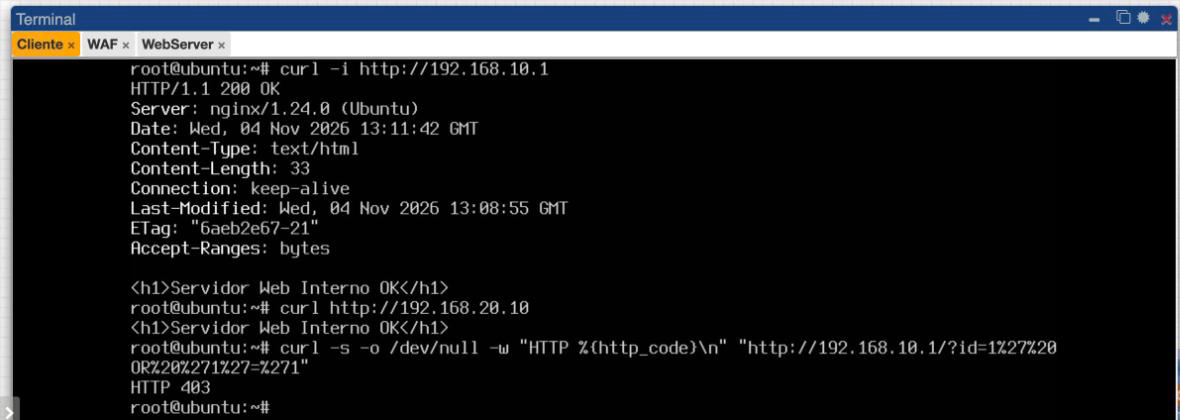 Terminal
Cliente × WAF × WebServer ×
root@ubuntu:~# curl -i http://192.168.10.1
HTTP/1.1 200 OK
Server: nginx/1.24.0 (Ubuntu)
Date: Wed, 04 Nov 2026 13:11:42 GMT
Content-Type: text/html
Content-Length: 33
Connection: keep-alive
Last-Modified: Wed, 04 Nov 2026 13:08:55 GMT
ETag: "6aeb2e67-21"
Accept-Ranges: bytes
<h1>Servidor Web Interno OK</h1>
root@ubuntu:~# curl http://192.168.20.10
<h1>Servidor Web Interno OK</h1>
root@ubuntu:~# curl -s -o /dev/null -w "HTTP %{http_code}\n" "http://192.168.10.1/?id=1%27%20
OR%20%271%27=%271"
HTTP 403
root@ubuntu:~#